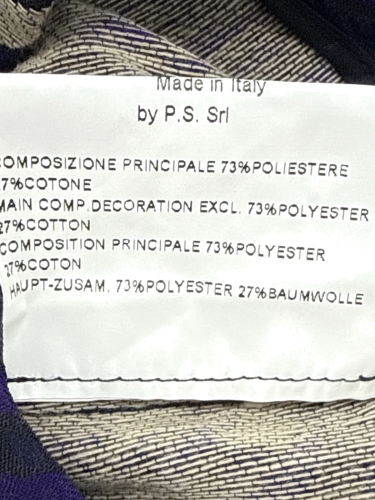 Made in Italy
by P.S. Srl
COMPOSIZIONE PRINCIPALE 73%POLIESTERE
27%COTONE
MAIN COMP.DECORATION EXCL. 73%POLYESTER
27%COTTON
COMPOSITION PRINCIPALE 73%POLYESTER
27%COTON
HAUPT-ZUSAM. 73%POLYESTER 27%BAUMWOLLE